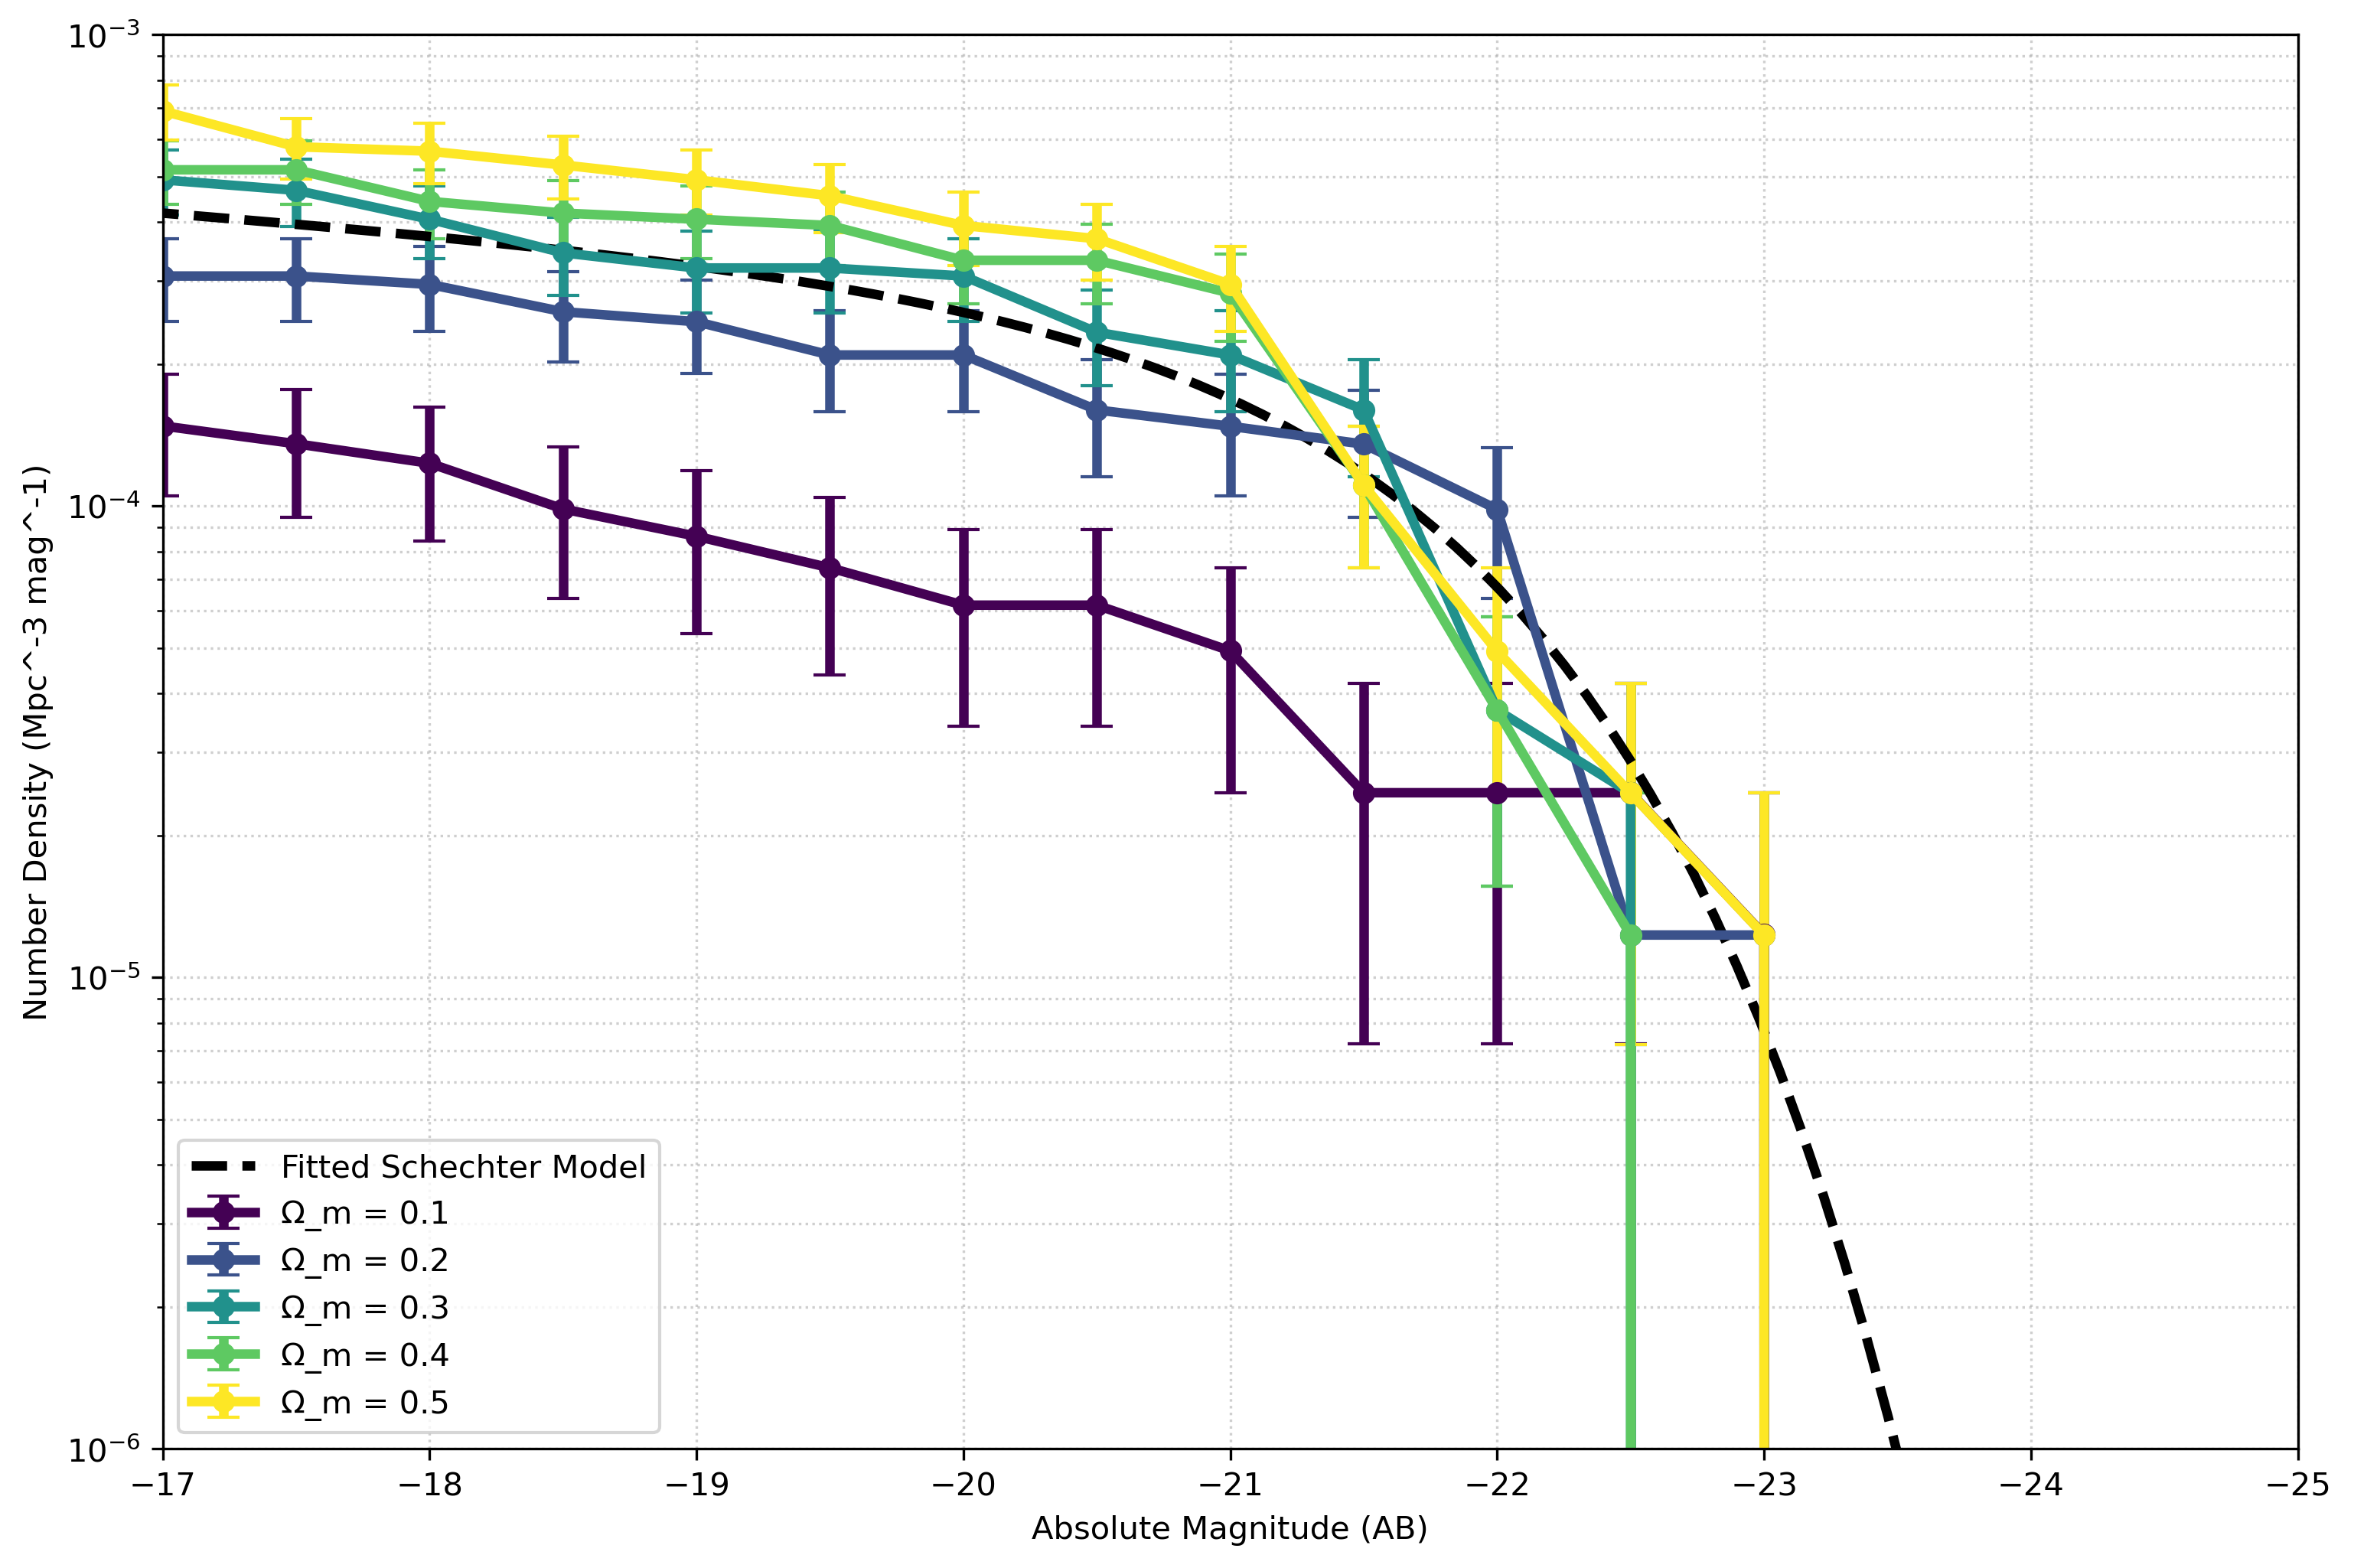 10⁻³
10⁻⁴
10⁻⁵
10⁻⁶
Number Density (Mpc^-3 mag^-1)
Fitted Schechter Model
Ω_m = 0.1
Ω_m = 0.2
Ω_m = 0.3
Ω_m = 0.4
Ω_m = 0.5
−17 −18 −19 −20 −21 −22 −23 −24 −25
Absolute Magnitude (AB)